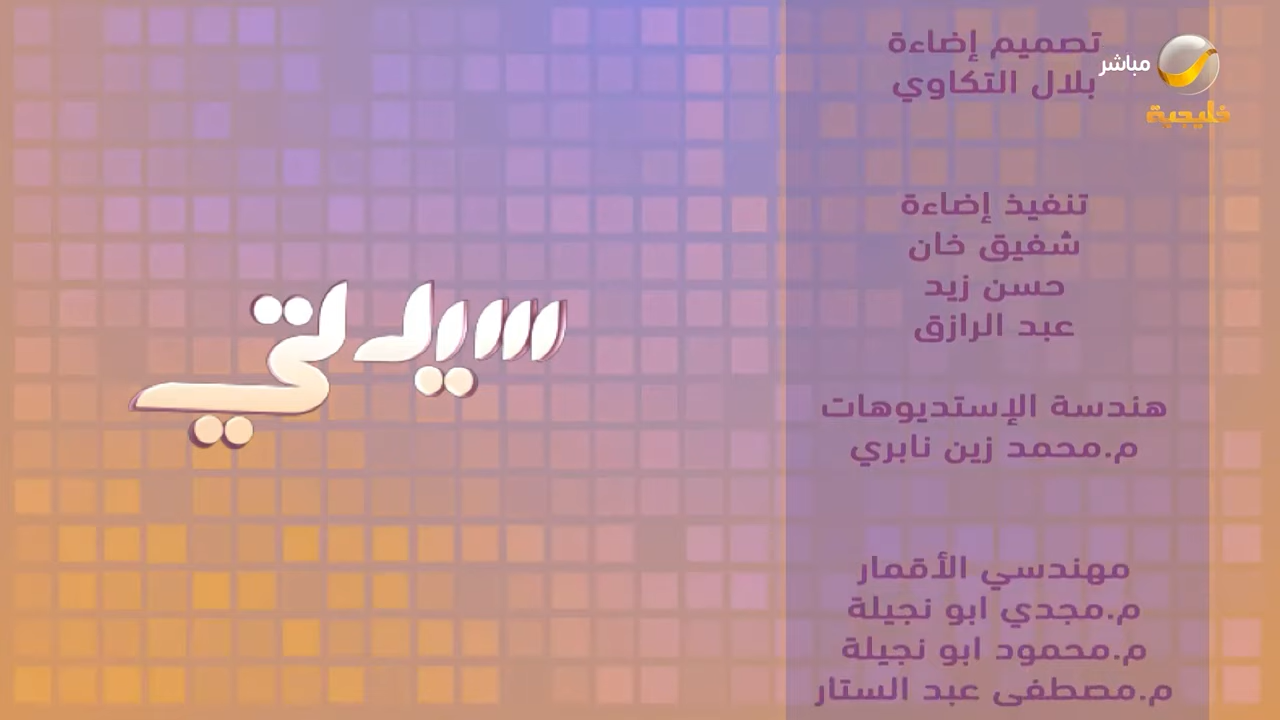 مباشر
خليجية
تصميم إضاءة
بلال التكاوي
تنفيذ إضاءة
شفيق خان
حسن زيد
عبد الرازق
هندسة الإستديوهات
م.محمد زين نابري
مهندسي الأقمار
م.مجدي ابو نجيلة
م.محمود ابو نجيلة
م.مصطفى عبد الستار
سيدتي